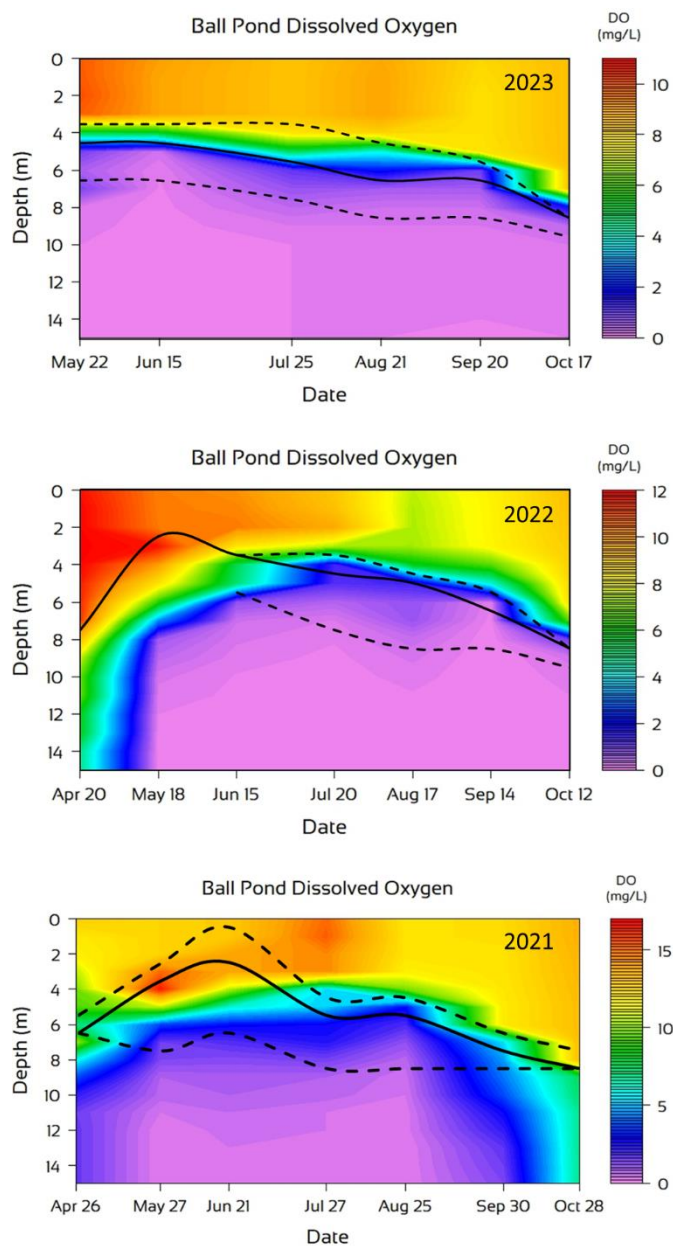 Ball Pond Dissolved Oxygen
DO
(mg/L)
2023
0
2
4
6
8
10
12
14
Depth (m)
10
8
6
4
2
0
May 22 Jun 15 Jul 25 Aug 21 Sep 20 Oct 17
Date
Ball Pond Dissolved Oxygen
DO
(mg/L)
2022
0
2
4
6
8
10
12
14
Depth (m)
12
10
8
6
4
2
0
Apr 20 May 18 Jun 15 Jul 20 Aug 17 Sep 14 Oct 12
Date
Ball Pond Dissolved Oxygen
DO
(mg/L)
2021
0
2
4
6
8
10
12
14
Depth (m)
15
10
5
0
Apr 26 May 27 Jun 21 Jul 27 Aug 25 Sep 30 Oct 28
Date